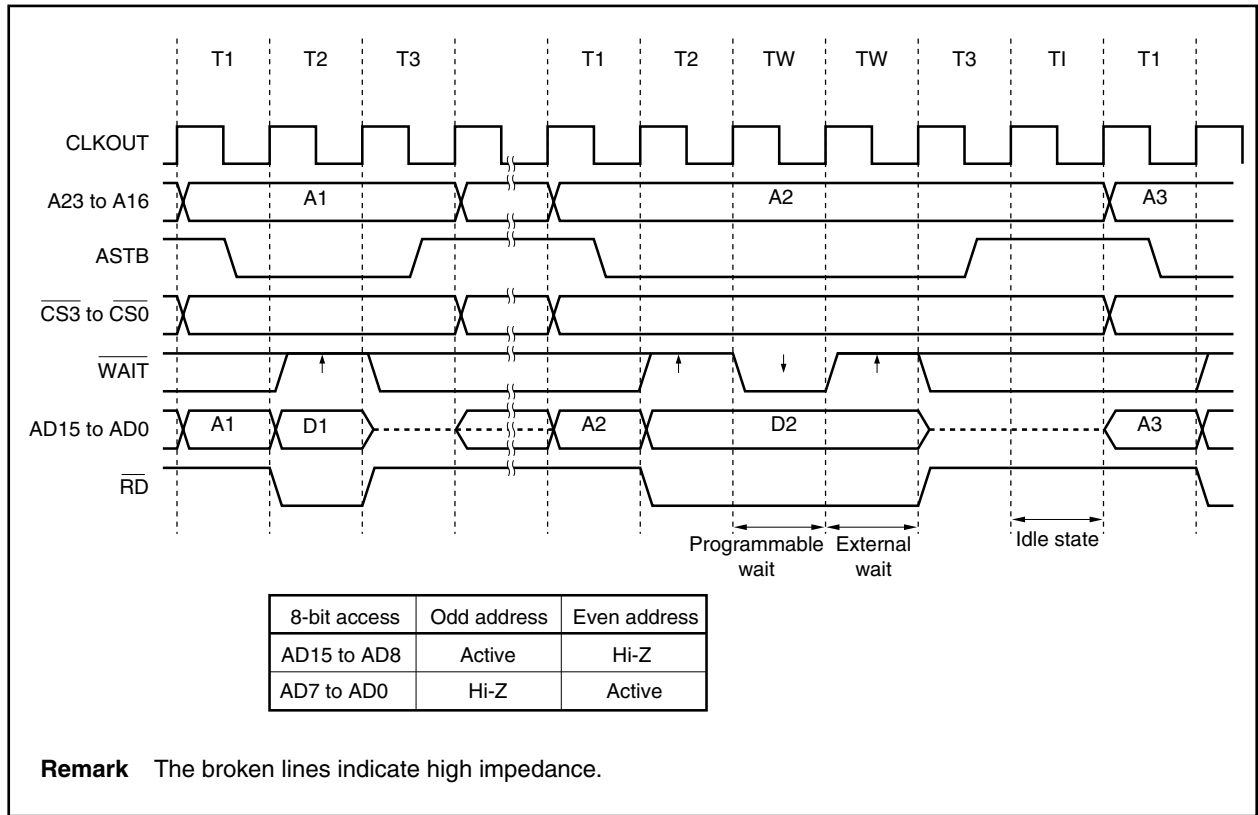 T1 T2 T3 T1 T2 TW TW T3 TI T1
CLKOUT
A23 to A16 A1 A2 A3
ASTB
CS3 to CS0
WAIT
AD15 to AD0 A1 D1 A2 D2 A3
RD
Programmable wait
External wait
Idle state
8-bit access Odd address Even address
AD15 to AD8 Active Hi-Z
AD7 to AD0 Hi-Z Active
Remark The broken lines indicate high impedance.